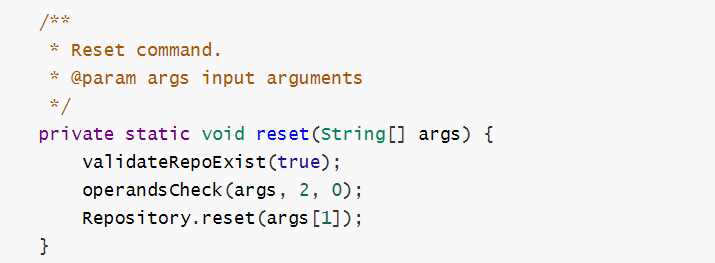 /**
 * Reset command.
 * @param args input arguments
 */
private static void reset(String[] args) {
    validateRepoExist(true);
    operandsCheck(args, 2, 0);
    Repository.reset(args[1]);
}